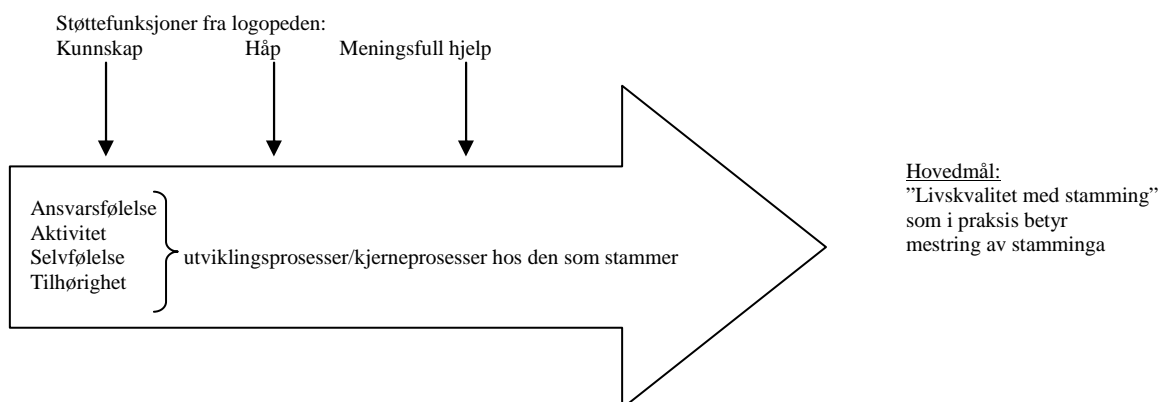 Støttefunksjoner fra logopeden:
Kunnskap Håp Meningsfull hjelp
Ansvarsfølelse
Aktivitet
Selvfølelse
Tilhørighet
utviklingsprosesser/kjerneprosesser hos den som stammer
Hovedmål:
”Livskvalitet med stamming”
som i praksis betyr
mestring av stamminga